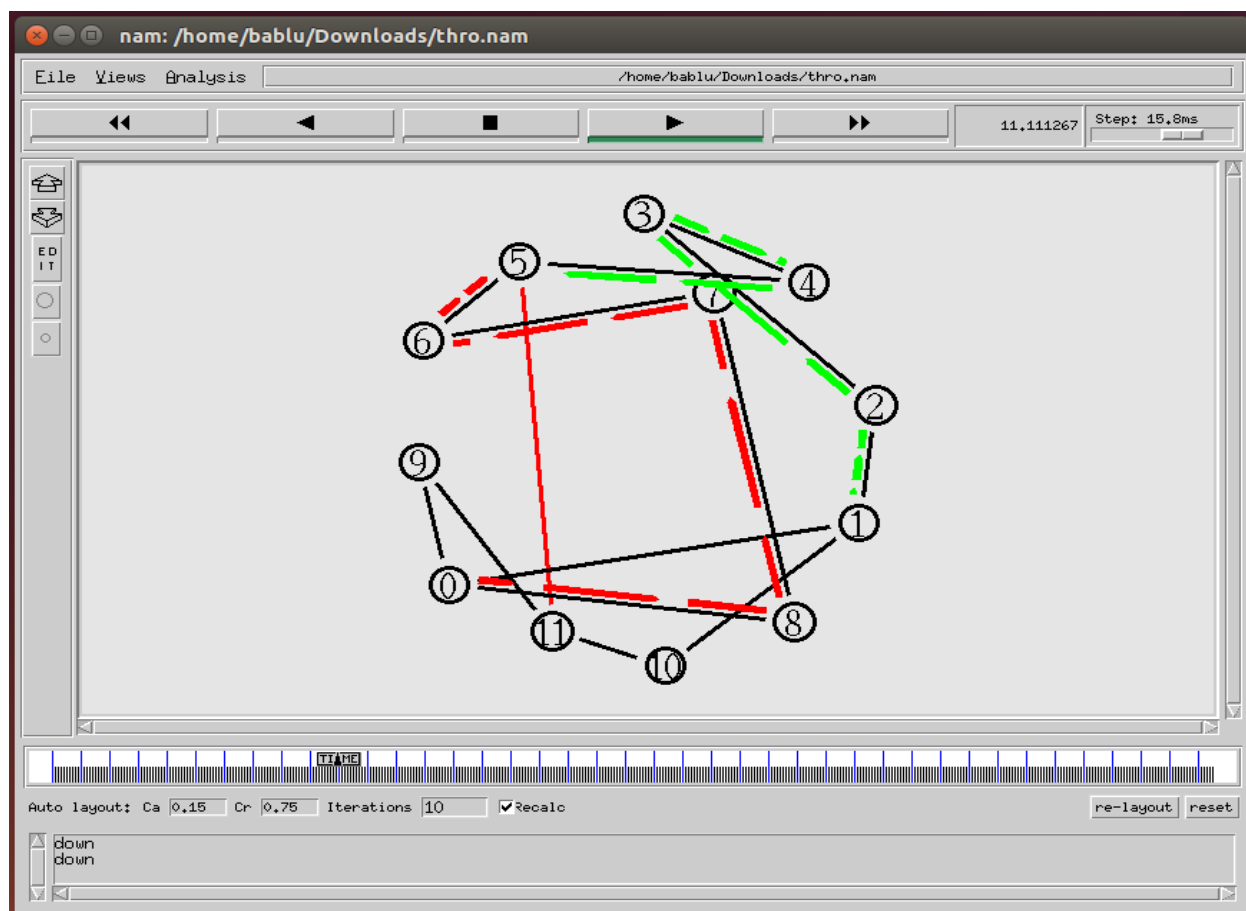 nam: /home/bablu/Downloads/thro.nam
File Views Analysis /home/bablu/Downloads/thro.nam
11.111267 Step: 15.8ms
ED
IT
3
5
4
7
6
2
9
1
0
11
8
10
TIME
Auto layout: Ca 0.15 Cr 0.75 Iterations 10 Recalc re-layout reset
down
down